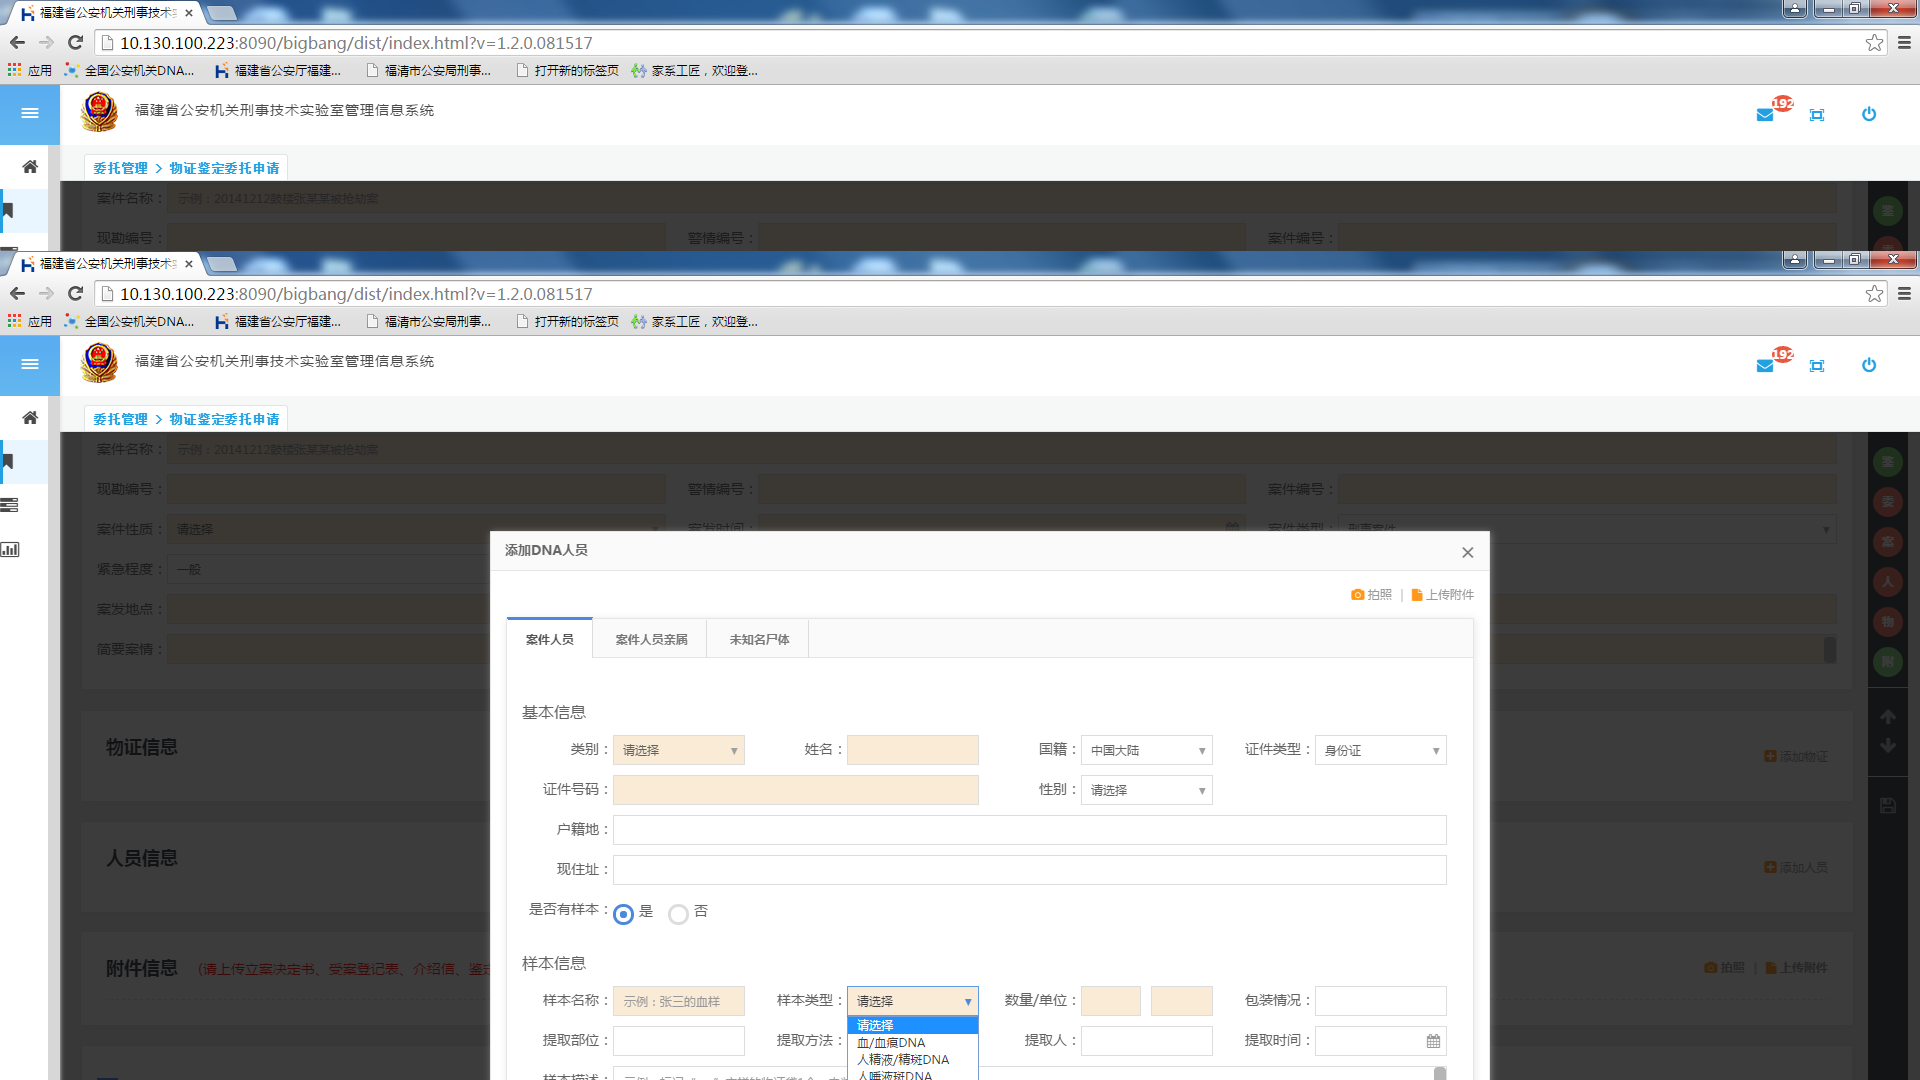 福建省公安机关刑事技术
10.130.100.223:8090/bigbang/dist/index.html?v=1.2.0.081517
应用 全国公安机关DNA... 福建省公安厅福建... 福清市公安局刑事... 打开新的标签页 家系工匠，欢迎登...
福建省公安机关刑事技术实验室管理信息系统
192
委托管理 > 物证鉴定委托申请
案件名称： 示例：20141212鼓楼张某某被抢劫案
现勘编号： 警情编号： 案件编号：
福建省公安机关刑事技术
10.130.100.223:8090/bigbang/dist/index.html?v=1.2.0.081517
应用 全国公安机关DNA... 福建省公安厅福建... 福清市公安局刑事... 打开新的标签页 家系工匠，欢迎登...
福建省公安机关刑事技术实验室管理信息系统
192
委托管理 > 物证鉴定委托申请
案件名称： 示例：20141212鼓楼张某某被抢劫案
鉴
现勘编号： 警情编号： 案件编号：
委
案件性质： 请选择 案发时间： 案件类型： 刑事案件
案
添加DNA人员
紧急程度： 一般
人
拍照 | 上传附件
案发地点：
物
案件人员 案件人员亲属 未知名尸体
简要案情：
附
基本信息
物证信息
添加物证
类别： 请选择 姓名： 国籍： 中国大陆 证件类型： 身份证
证件号码： 性别： 请选择
户籍地：
人员信息
添加人员
现住址：
是否有样本： 是 否
样本信息
附件信息 (请上传立案决定书、受案登记表、介绍信、鉴定
拍照 | 上传附件
样本名称： 示例：张三的血样 样本类型： 请选择 数量/单位： 包装情况：
请选择
提取部位： 提取方法： 提取人： 提取时间：
血/血痕DNA
人精液/精斑DNA
人唾液斑DNA
样本描述：